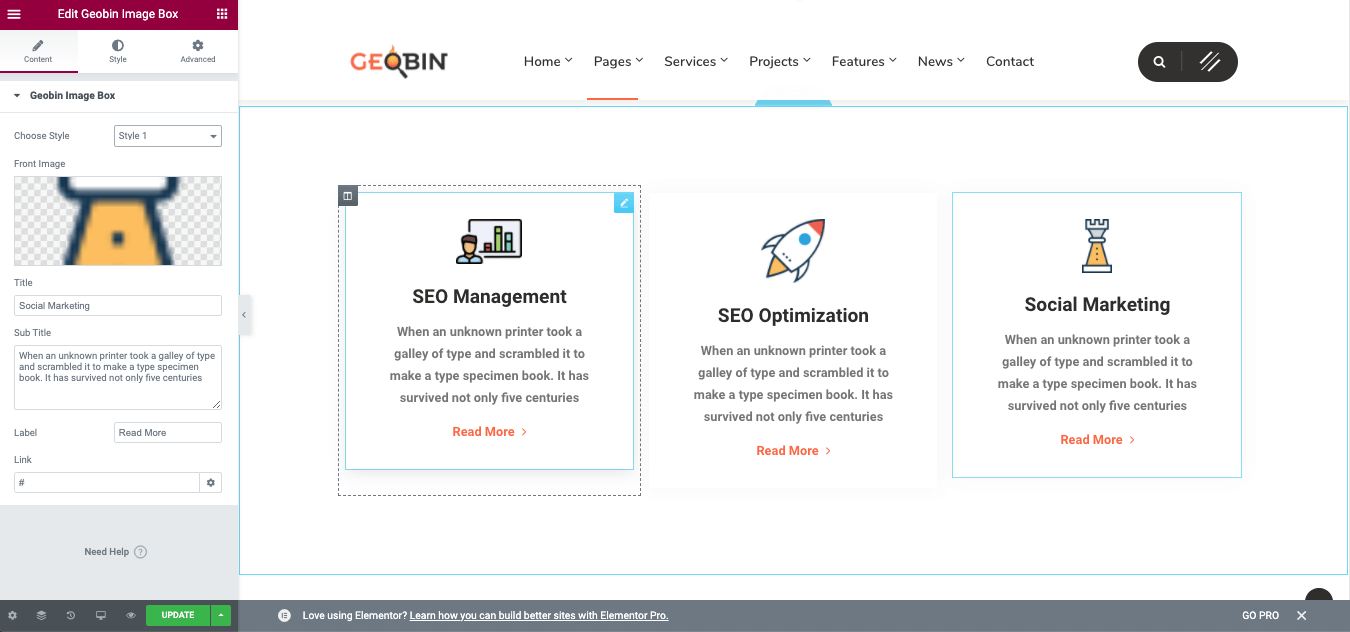 Edit Geobin Image Box
Content
Style
Advanced
Geobin Image Box
Choose Style
Style 1
Front Image
Title
Social Marketing
Sub Title
When an unknown printer took a galley of type
and scrambled it to make a type specimen
book. It has survived not only five centuries
Label
Read More
Link
#
Need Help ?
UPDATE
GEOBIN
Home
Pages
Services
Projects
Features
News
Contact
SEO Management
When an unknown printer took a
galley of type and scrambled it to
make a type specimen book. It has
survived not only five centuries
Read More
SEO Optimization
When an unknown printer took a
galley of type and scrambled it to
make a type specimen book. It has
survived not only five centuries
Read More
Social Marketing
When an unknown printer took a
galley of type and scrambled it to
make a type specimen book. It has
survived not only five centuries
Read More
Love using Elementor? Learn how you can build better sites with Elementor Pro.
GO PRO